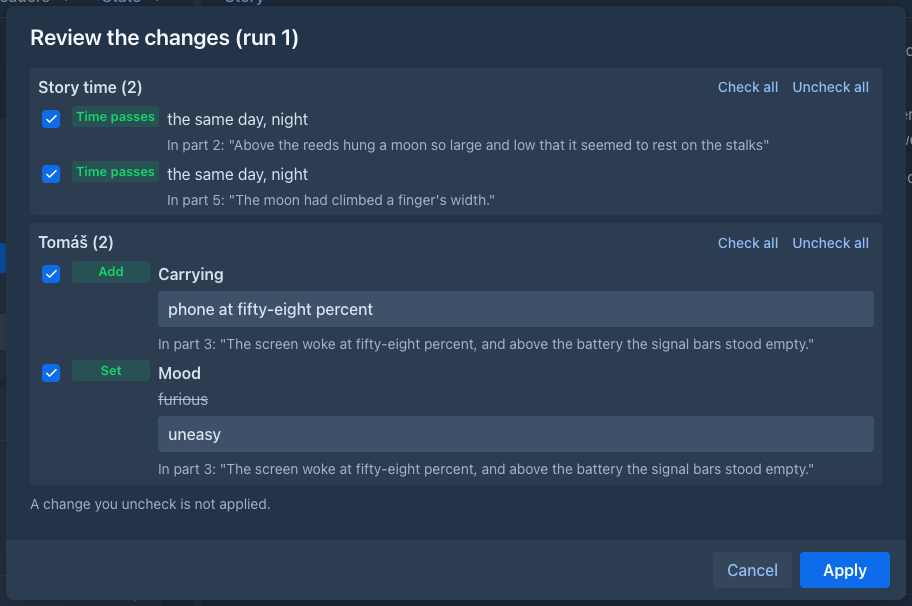 Story
Review the changes (run 1)
Story time (2)
Check all Uncheck all
Time passes the same day, night
In part 2: "Above the reeds hung a moon so large and low that it seemed to rest on the stalks"
Time passes the same day, night
In part 5: "The moon had climbed a finger's width."
Tomáš (2)
Check all Uncheck all
Add Carrying
phone at fifty-eight percent
In part 3: "The screen woke at fifty-eight percent, and above the battery the signal bars stood empty."
Set Mood
furious
uneasy
In part 3: "The screen woke at fifty-eight percent, and above the battery the signal bars stood empty."
A change you uncheck is not applied.
Cancel Apply